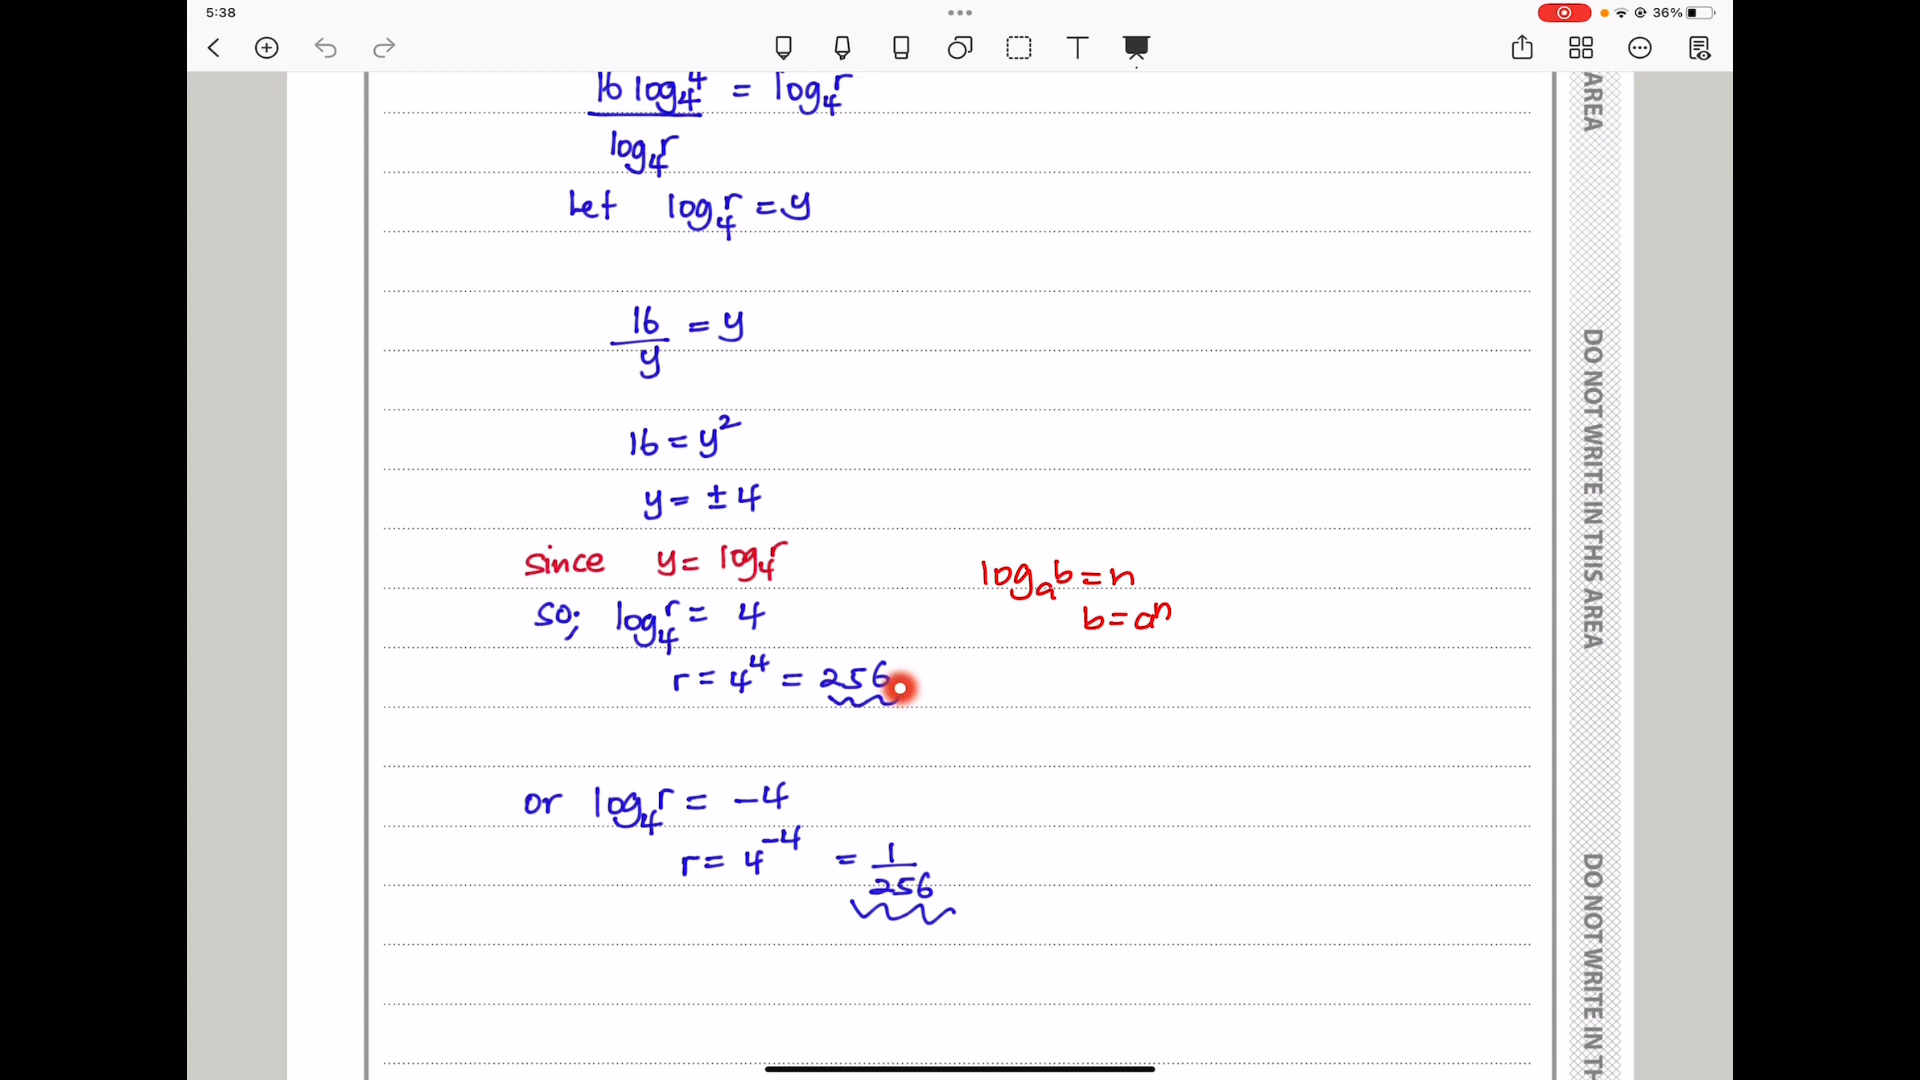 5:38
36%
16 log₄4 = log₄r
log₄r
Let log₄r = y
16/y = y
16 = y²
y = ± 4
since y = log₄r
so; log₄r = 4
r = 4⁴ = 256
logₐb = n
b = aⁿ
or log₄r = -4
r = 4⁻⁴ = 1/256
AREA
DO NOT WRITE IN THIS AREA
DO NOT WRITE IN TH